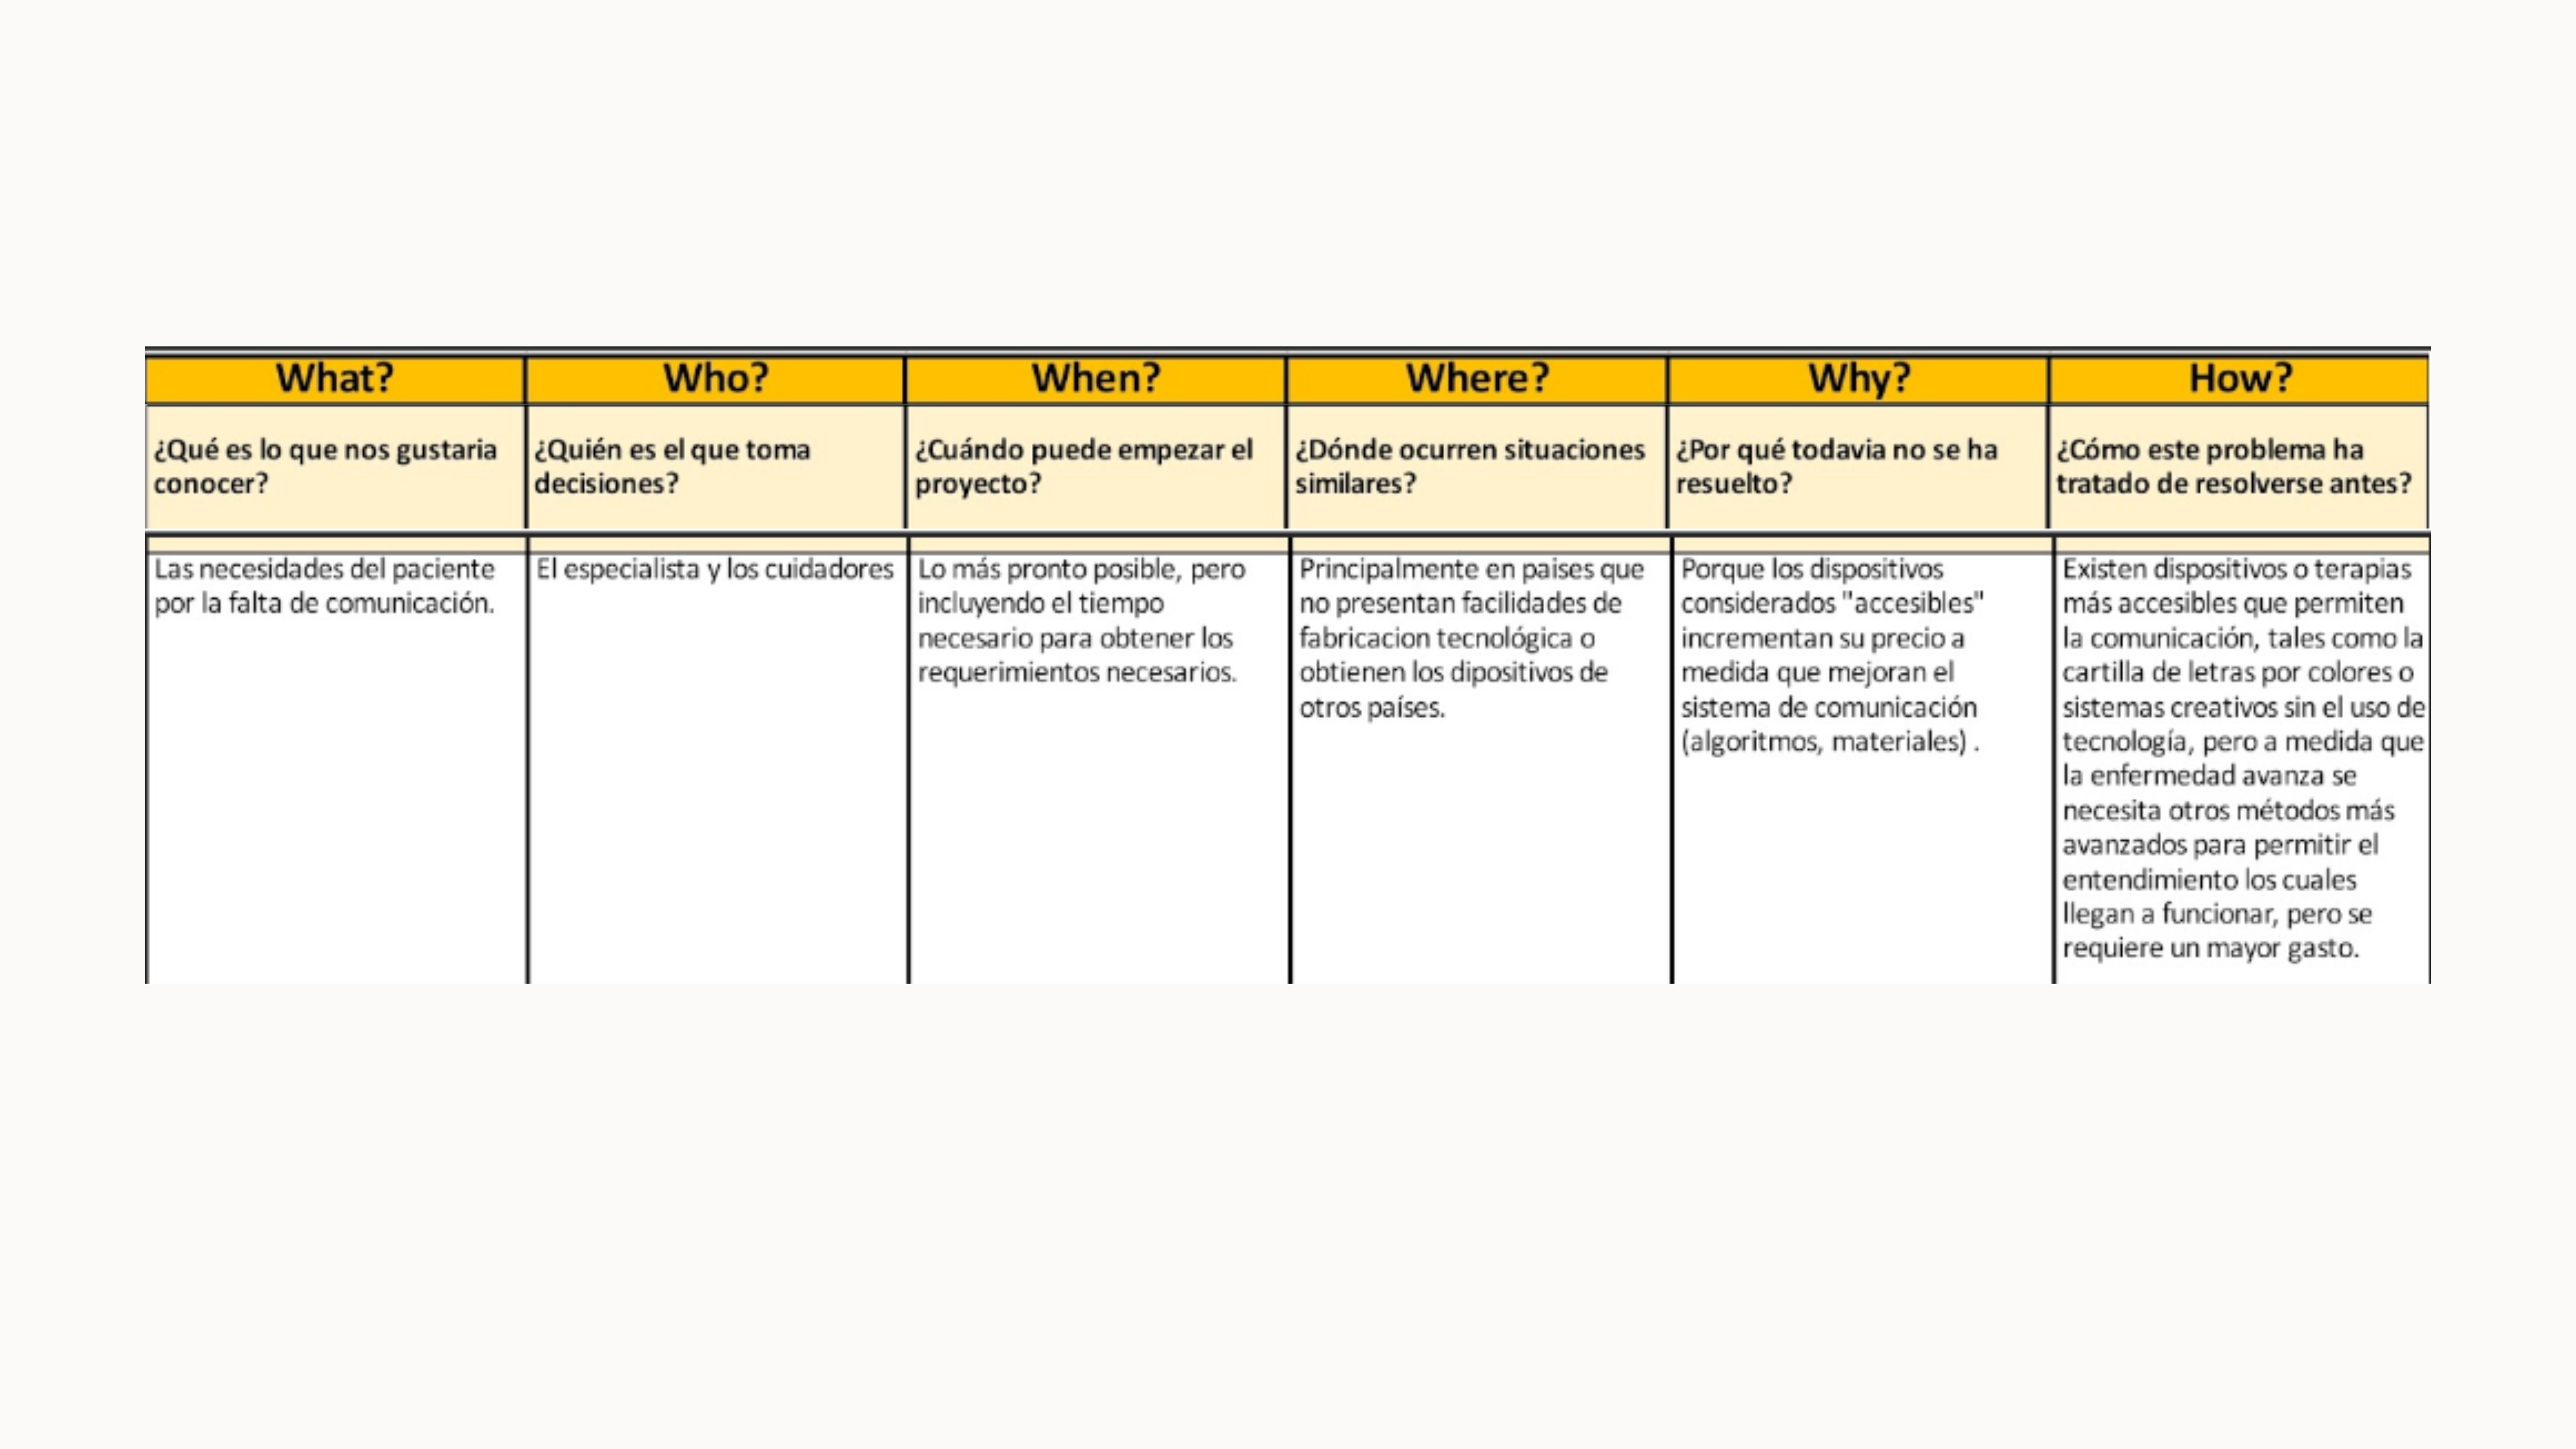 What?
Who?
When?
Where?
Why?
How?
¿Qué es lo que nos gustaria
conocer?
¿Quién es el que toma
decisiones?
¿Cuándo puede empezar el
proyecto?
¿Dónde ocurren situaciones
similares?
¿Por qué todavia no se ha
resuelto?
¿Cómo este problema ha
tratado de resolverse antes?
Las necesidades del paciente
por la falta de comunicación.
El especialista y los cuidadores
Lo más pronto posible, pero
incluyendo el tiempo
necesario para obtener los
requerimientos necesarios.
Principalmente en paises que
no presentan facilidades de
fabricacion tecnológica o
obtienen los dipositivos de
otros países.
Porque los dispositivos
considerados "accesibles"
incrementan su precio a
medida que mejoran el
sistema de comunicación
(algoritmos, materiales) .
Existen dispositivos o terapias
más accesibles que permiten
la comunicación, tales como la
cartilla de letras por colores o
sistemas creativos sin el uso de
tecnología, pero a medida que
la enfermedad avanza se
necesita otros métodos más
avanzados para permitir el
entendimiento los cuales
llegan a funcionar, pero se
requiere un mayor gasto.